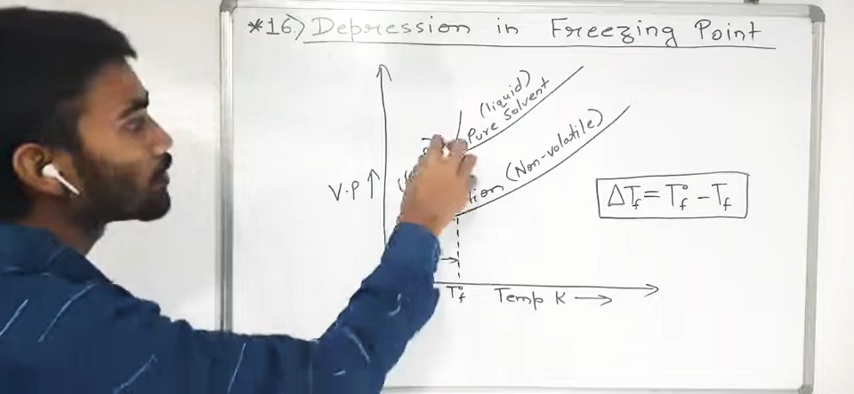 *16.) Depression in Freezing Point
(liquid)
Pure Solvent
(Non-volatile)
V.P ↑
ΔTf = T°f - Tf
T°f Temp K →